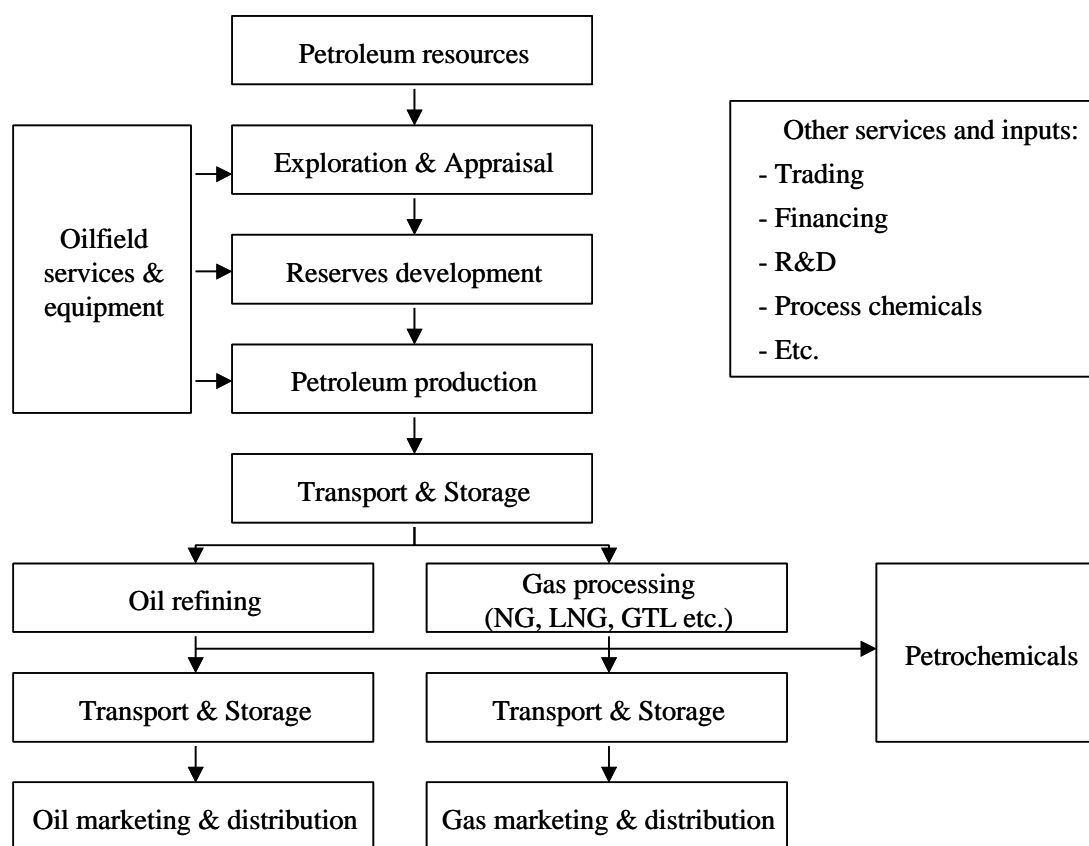 Petroleum resources
Exploration & Appraisal
Oilfield
services &
equipment
Reserves development
Petroleum production
Other services and inputs:
- Trading
- Financing
- R&D
- Process chemicals
- Etc.
Transport & Storage
Oil refining
Gas processing
(NG, LNG, GTL etc.)
Petrochemicals
Transport & Storage
Transport & Storage
Oil marketing & distribution
Gas marketing & distribution